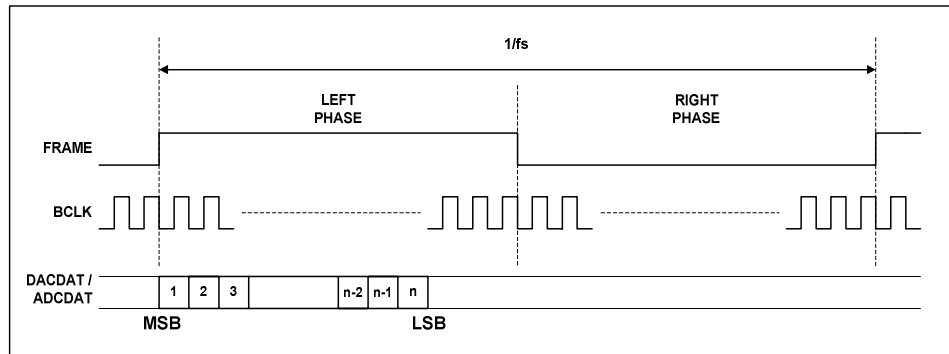 1/fs
LEFT
PHASE
RIGHT
PHASE
FRAME
BCLK
DACDAT /
ADCDAT
1 2 3 n-2 n-1 n
MSB LSB